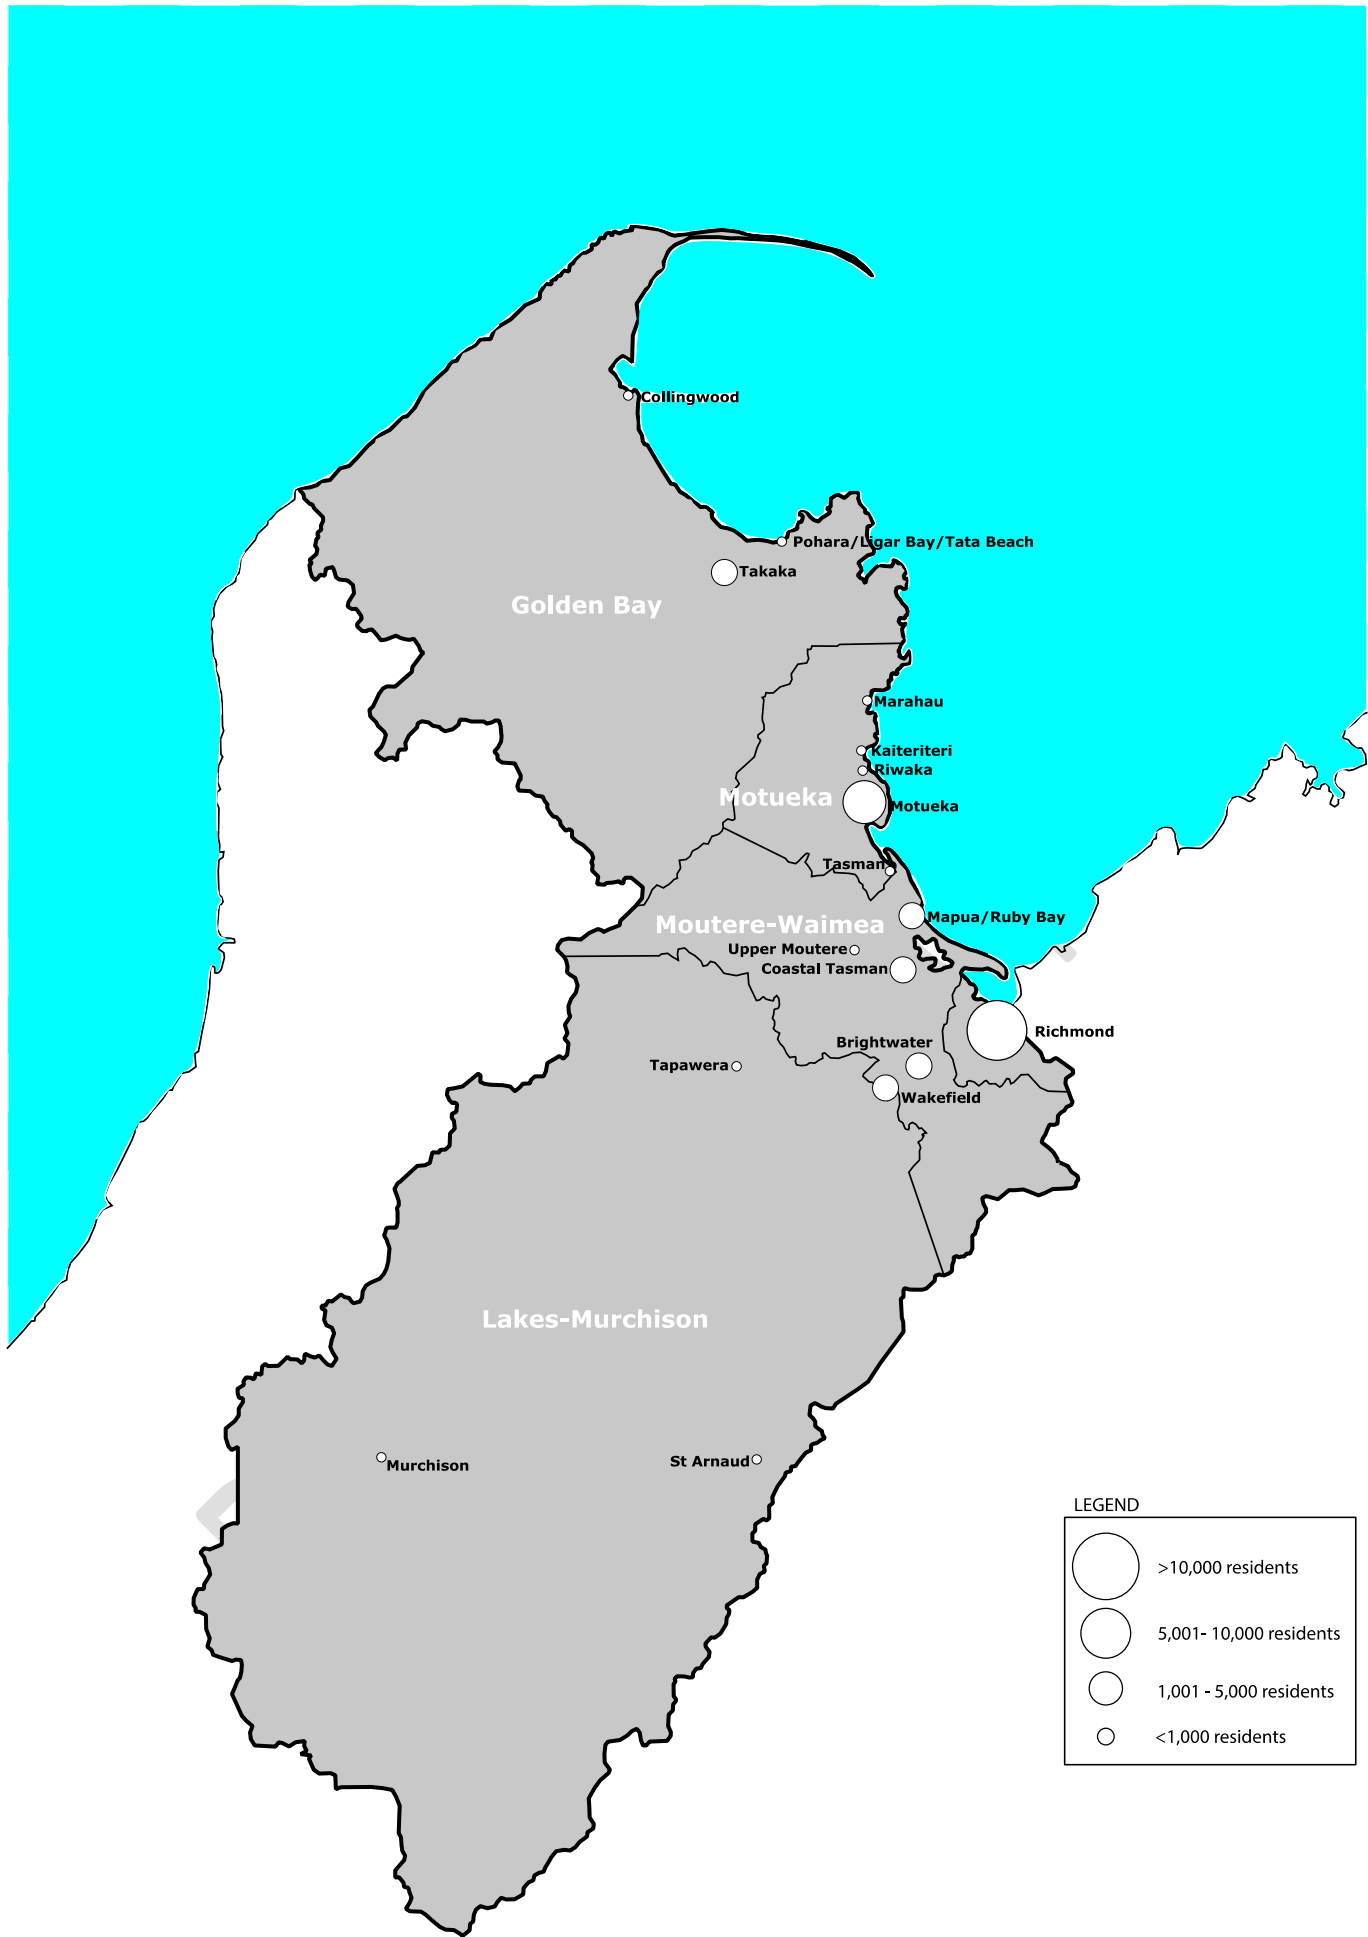 Collingwood
Pohara/Ligar Bay/Tata Beach
Takaka
Golden Bay
Marahau
Kaiteriteri
Riwaka
Motueka
Motueka
Tasman
Mapua/Ruby Bay
Moutere-Waimea
Upper Moutere
Coastal Tasman
Richmond
Brightwater
Tapawera
Wakefield
Lakes-Murchison
Murchison
St Arnaud
LEGEND
>10,000 residents
5,001- 10,000 residents
1,001 - 5,000 residents
<1,000 residents